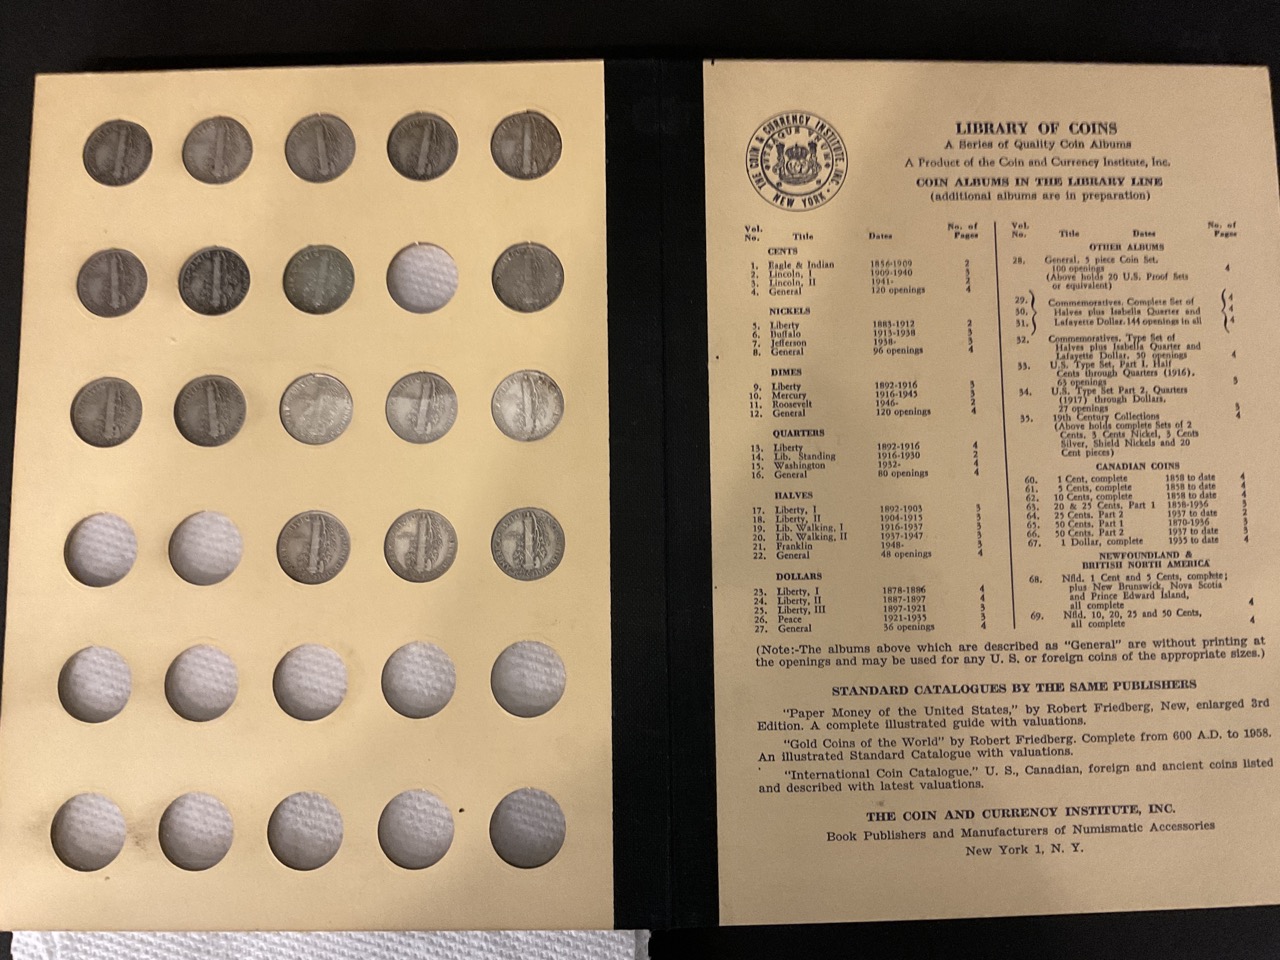 THE COIN & CURRENCY INSTITUTE, INC.
NEW YORK
LIBRARY OF COINS
A Series of Quality Coin Albums
A Product of the Coin and Currency Institute, Inc.
COIN ALBUMS IN THE LIBRARY LINE
(additional albums are in preparation)
Vol. No. Title Dates No. of Pages
CENTS
1. Eagle & Indian 1856-1909 2
2. Lincoln, I 1909-1940 3
3. Lincoln, II 1941- 2
4. General 120 openings 4
NICKELS
5. Liberty 1883-1912 2
6. Buffalo 1913-1938 3
7. Jefferson 1938- 3
8. General 96 openings 4
DIMES
9. Liberty 1892-1916 3
10. Mercury 1916-1945 3
11. Roosevelt 1946- 2
12. General 120 openings 4
QUARTERS
13. Liberty 1892-1916 4
14. Lib. Standing 1916-1930 2
15. Washington 1932- 4
16. General 80 openings 4
HALVES
17. Liberty, I 1892-1903 3
18. Liberty, II 1904-1915 3
19. Lib. Walking, I 1916-1937 3
20. Lib. Walking, II 1937-1947 3
21. Franklin 1948- 3
22. General 48 openings 4
DOLLARS
23. Liberty, I 1878-1886 4
24. Liberty, II 1887-1897 4
25. Liberty, III 1897-1921 3
26. Peace 1921-1935 3
27. General 36 openings 4
Vol. No. Title Dates No. of Pages
OTHER ALBUMS
28. General, 5 piece Coin Set.
100 openings 4
(Above holds 20 U.S. Proof Sets
or equivalent)
29. Commemoratives, Complete Set of 4
30. Halves plus Isabella Quarter and 4
31. Lafayette Dollar. 144 openings in all 4
32. Commemoratives, Type Set of
Halves plus Isabella Quarter and
Lafayette Dollar, 50 openings 4
33. U.S. Type Set, Part I. Half
Cents through Quarters (1916),
63 openings 3
34. U.S. Type Set Part 2, Quarters
(1917) through Dollars,
27 openings 3
35. 19th Century Collections 4
(Above holds complete Sets of 2
Cents, 3 Cents Nickel, 3 Cents
Silver, Shield Nickels and 20
Cent pieces)
CANADIAN COINS
60. 1 Cent, complete 1858 to date 4
61. 5 Cents, complete 1858 to date 4
62. 10 Cents, complete 1858 to date 4
63. 20 & 25 Cents, Part 1 1858-1936 3
64. 25 Cents, Part 2 1937 to date 2
65. 50 Cents, Part 1 1870-1936 3
66. 50 Cents, Part 2 1937 to date 3
67. 1 Dollar, complete 1935 to date 4
NEWFOUNDLAND &
BRITISH NORTH AMERICA
68. Nfld. 1 Cent and 5 Cents, complete;
plus New Brunswick, Nova Scotia
and Prince Edward Island,
all complete 4
69. Nfld. 10, 20, 25 and 50 Cents,
all complete 4
(Note:-The albums above which are described as "General" are without printing at
the openings and may be used for any U. S. or foreign coins of the appropriate sizes.)
STANDARD CATALOGUES BY THE SAME PUBLISHERS
"Paper Money of the United States," by Robert Friedberg, New, enlarged 3rd
Edition. A complete illustrated guide with valuations.
"Gold Coins of the World" by Robert Friedberg. Complete from 600 A.D. to 1958.
An illustrated Standard Catalogue with valuations.
"International Coin Catalogue." U. S., Canadian, foreign and ancient coins listed
and described with latest valuations.
THE COIN AND CURRENCY INSTITUTE, INC.
Book Publishers and Manufacturers of Numismatic Accessories
New York 1, N. Y.